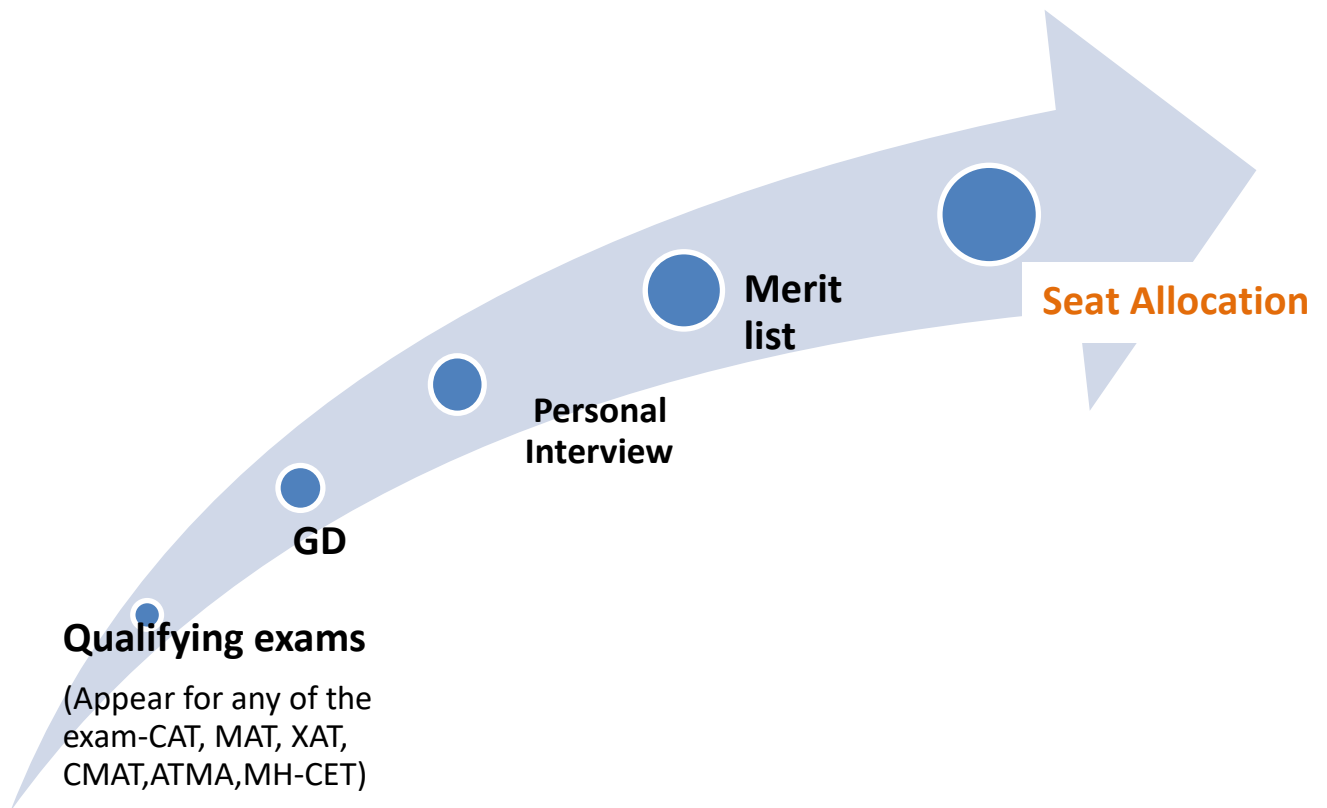 Qualifying exams
(Appear for any of the
exam-CAT, MAT, XAT,
CMAT,ATMA,MH-CET)
GD
Personal
Interview
Merit
list
Seat Allocation